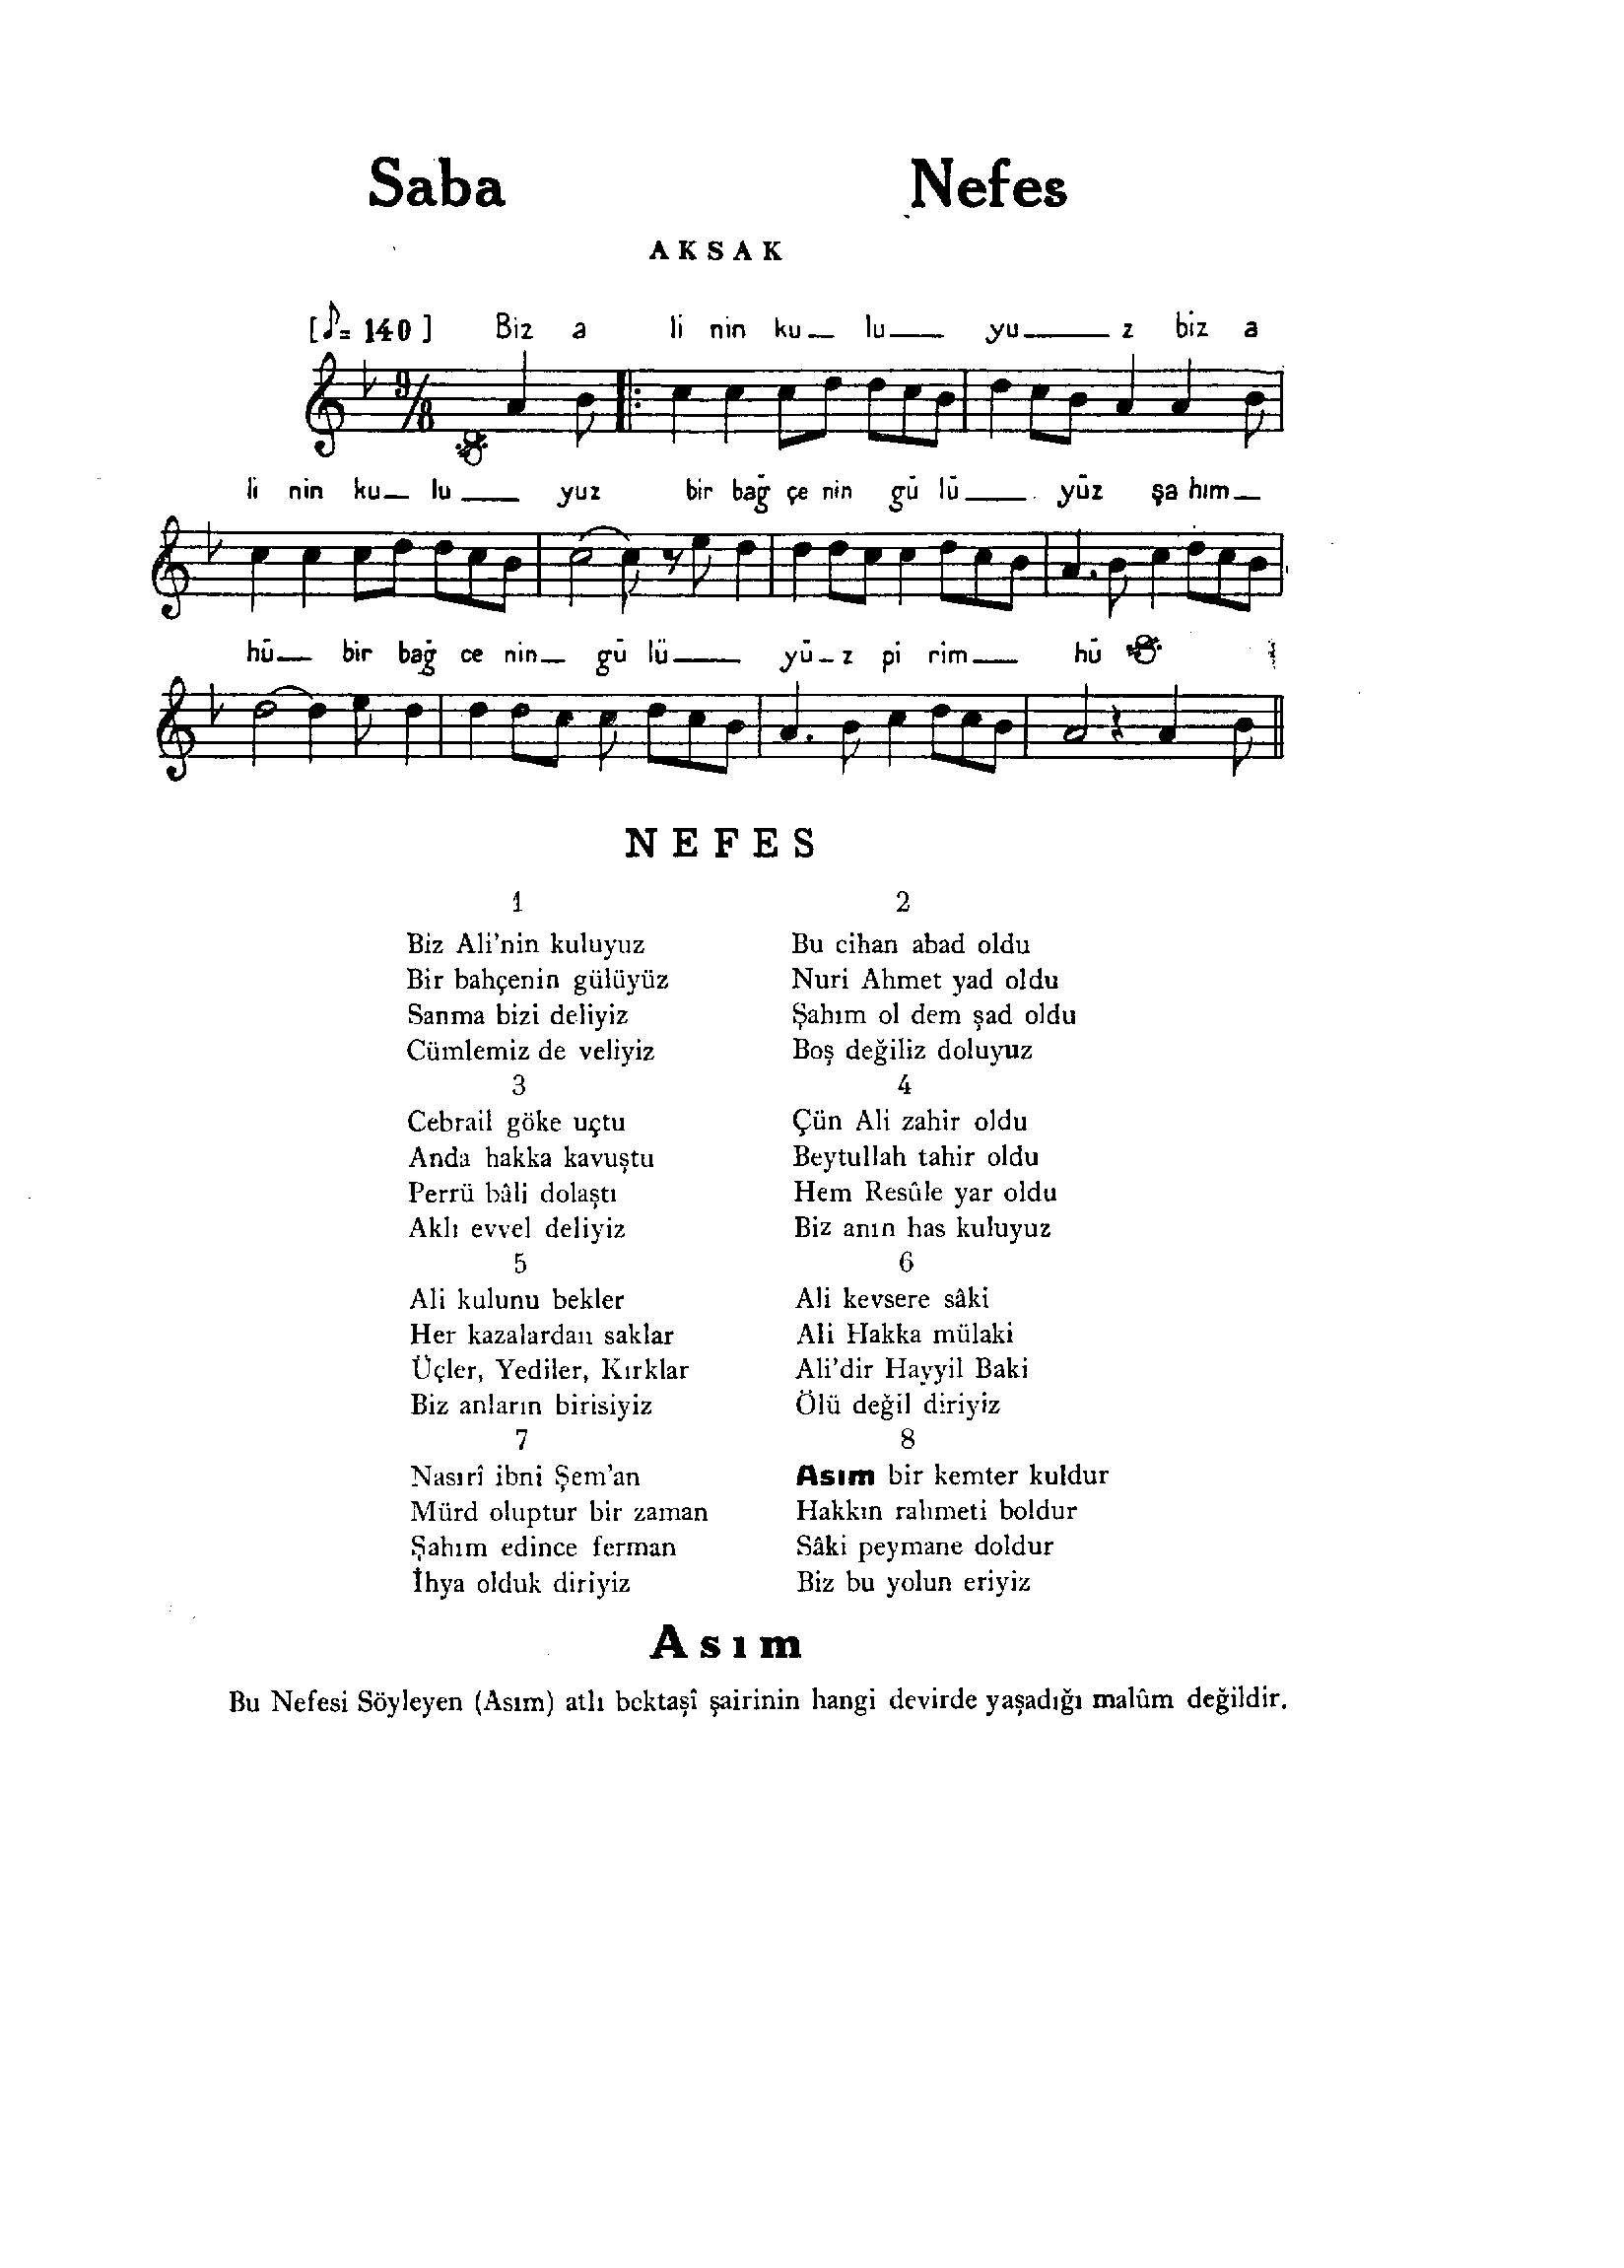 Saba Nefes
AKSAK
[♪= 140 ] Biz a li nin ku_ lu___ yu____ z biz a
9/8
li nin ku_ lu___ yuz bir bağ çe nin gü lü___ yüz şa hım_
hü_ bir bağ ce nin_ gü lü___ yü_z pi rim__ hü
NEFES
1
Biz Ali'nin kuluyuz
Bir bahçenin gülüyüz
Sanma bizi deliyiz
Cümlemiz de veliyiz
2
Bu cihan abad oldu
Nuri Ahmet yad oldu
Şahım ol dem şad oldu
Boş değiliz doluyuz
3
Cebrail göke uçtu
Anda hakka kavuştu
Perrü bâli dolaştı
Aklı evvel deliyiz
4
Çün Ali zahir oldu
Beytullah tahir oldu
Hem Resûle yar oldu
Biz anın has kuluyuz
5
Ali kulunu bekler
Her kazalardan saklar
Üçler, Yediler, Kırklar
Biz anların birisiyiz
6
Ali kevsere sâki
Ali Hakka mülaki
Ali'dir Hayyil Baki
Ölü değil diriyiz
7
Nasırî ibni Şem'an
Mürd oluptur bir zaman
Şahım edince ferman
İhya olduk diriyiz
8
Asım bir kemter kuldur
Hakkın rahmeti boldur
Sâki peymane doldur
Biz bu yolun eriyiz
Asım
Bu Nefesi Söyleyen (Asım) atlı bektaşî şairinin hangi devirde yaşadığı malûm değildir.